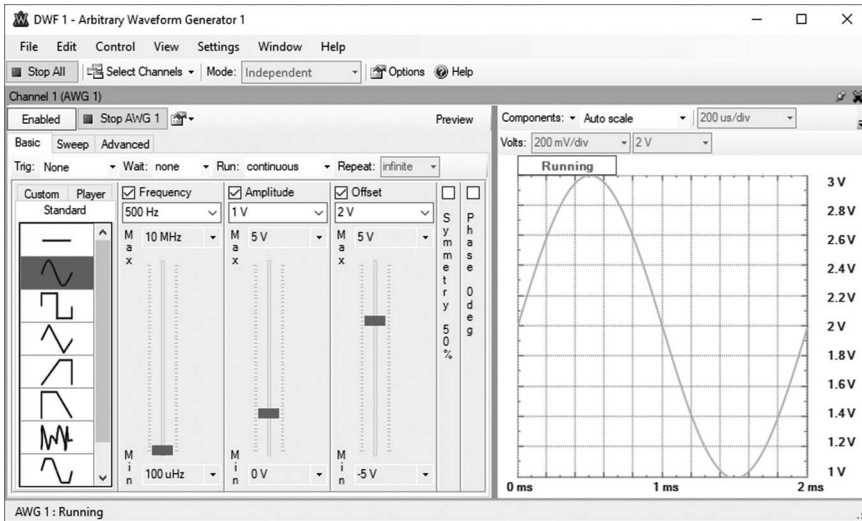 DWF 1 - Arbitrary Waveform Generator 1
File Edit Control View Settings Window Help
Stop All Select Channels Mode: Independent Options Help
Channel 1 (AWG 1)
Enabled Stop AWG 1 Preview
Basic Sweep Advanced
Trig: None Wait: none Run: continuous Repeat: infinite
Custom Player
Standard
Frequency
500 Hz
Max
10 MHz
Min
100 uHz
Amplitude
1 V
Max
5 V
Min
0 V
Offset
2 V
Max
5 V
Min
-5 V
Symmetry 50%
Phase 0deg
Components: Auto scale 200 us/div
Volts: 200 mV/div 2 V
Running
3 V
2.8 V
2.6 V
2.4 V
2.2 V
2 V
1.8 V
1.6 V
1.4 V
1.2 V
1 V
0 ms 1 ms 2 ms
AWG 1 : Running